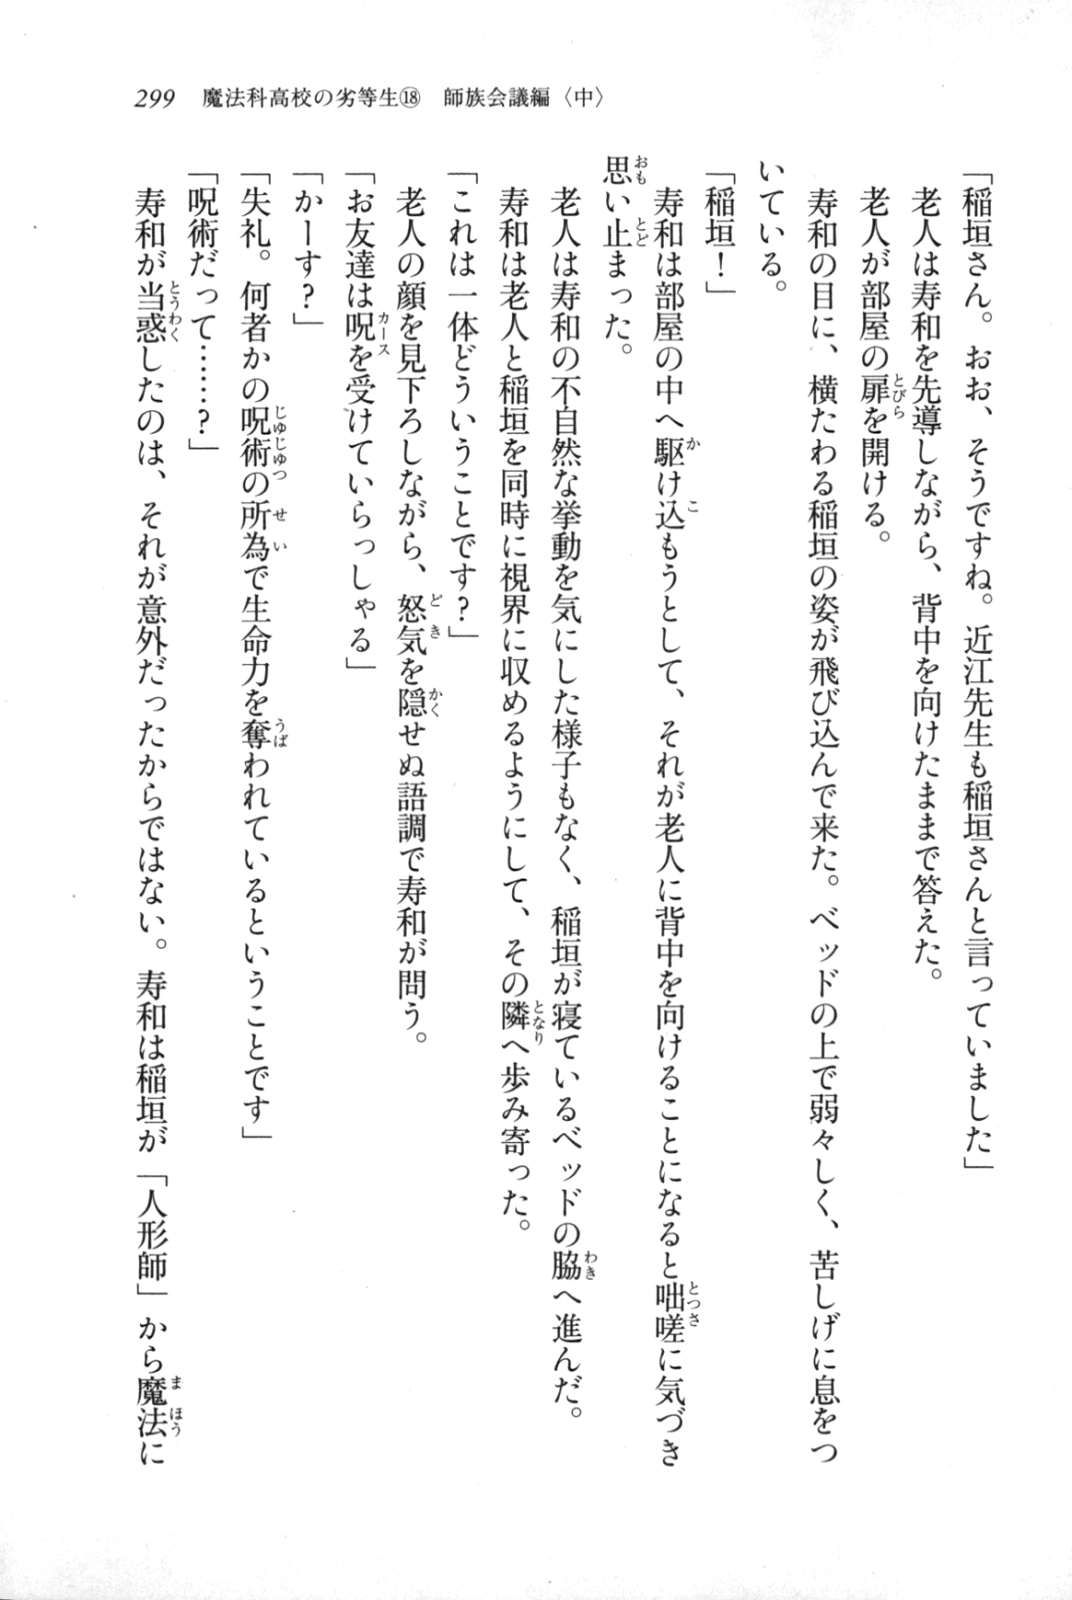 299 魔法科高校の劣等生⑱ 師族会議編〈中〉
「稲垣さん。おお、そうですね。近江先生も稲垣さんと言っていました」
老人は寿和を先導しながら、背中を向けたままで答えた。
老人が部屋の扉を開ける。
寿和の目に、横たわる稲垣の姿が飛び込んで来た。ベッドの上で弱々しく、苦しげに息をつ
いている。
「稲垣！」
寿和は部屋の中へ駆け込もうとして、それが老人に背中を向けることになると咄嗟に気づき
思い止まった。
老人は寿和の不自然な挙動を気にした様子もなく、稲垣が寝ているベッドの脇へ進んだ。
寿和は老人と稲垣を同時に視界に収めるようにして、その隣へ歩み寄った。
「これは一体どういうことです？」
老人の顔を見下ろしながら、怒気を隠せぬ語調で寿和が問う。
「お友達は呪を受けていらっしゃる」
「かーす？」
「失礼。何者かの呪術の所為で生命力を奪われているということです」
「呪術だって……？」
寿和が当惑したのは、それが意外だったからではない。寿和は稲垣が「人形師」から魔法に